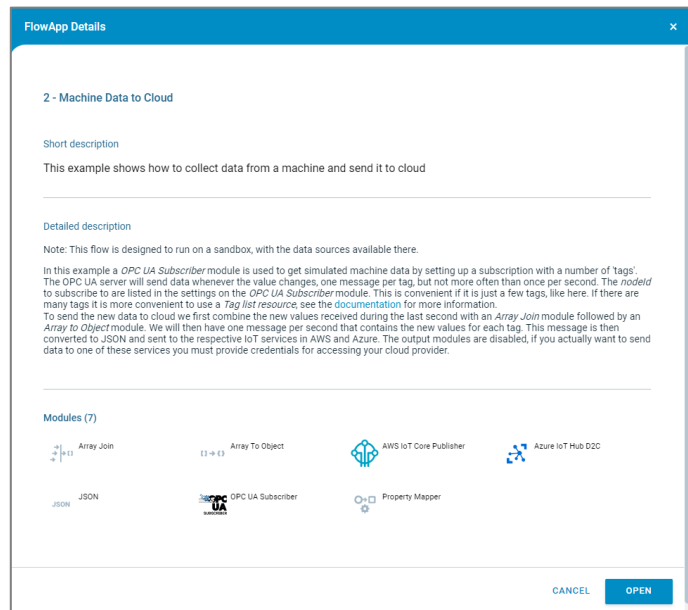 FlowApp Details
×
2 - Machine Data to Cloud
Short description
This example shows how to collect data from a machine and send it to cloud
Detailed description
Note: This flow is designed to run on a sandbox, with the data sources available there.
In this example a OPC UA Subscriber module is used to get simulated machine data by setting up a subscription with a number of 'tags'.
The OPC UA server will send data whenever the value changes, one message per tag, but not more often than once per second. The nodeId
to subscribe to are listed in the settings on the OPC UA Subscriber module. This is convenient if it is just a few tags, like here. If there are
many tags it is more convenient to use a Tag list resource, see the documentation for more information.
To send the new data to cloud we first combine the new values received during the last second with an Array Join module followed by an
Array to Object module. We will then have one message per second that contains the new values for each tag. This message is then
converted to JSON and sent to the respective IoT services in AWS and Azure. The output modules are disabled, if you actually want to send
data to one of these services you must provide credentials for accessing your cloud provider.
Modules (7)
Array Join
Array To Object
AWS IoT Core Publisher
Azure IoT Hub D2C
JSON
JSON
OPC
UA
SUBSCRIBER
OPC UA Subscriber
Property Mapper
CANCEL
OPEN